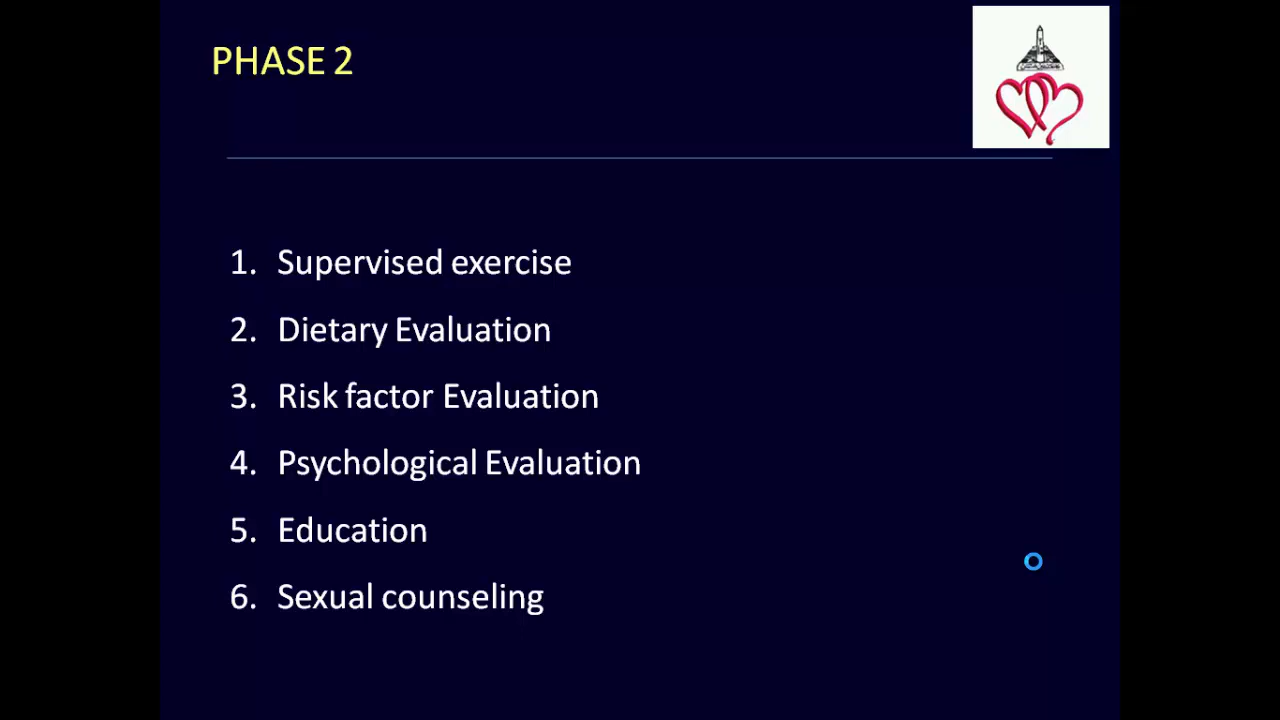 PHASE 2
1. Supervised exercise
2. Dietary Evaluation
3. Risk factor Evaluation
4. Psychological Evaluation
5. Education
6. Sexual counseling